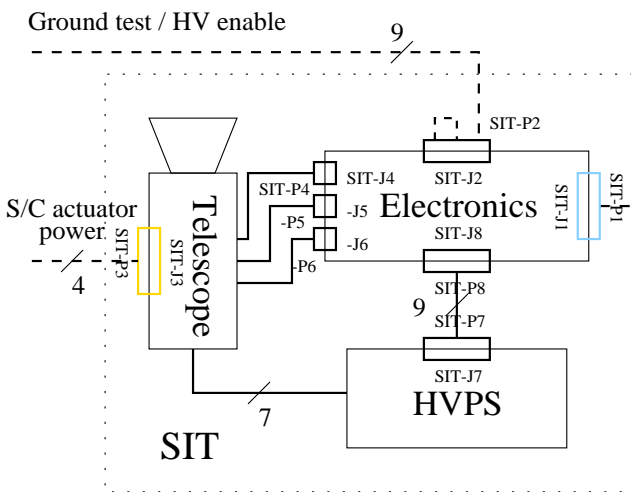 Ground test / HV enable
9
SIT-P2
SIT-J4
SIT-J2
SIT-P4
-J5
Electronics
SIT-J1
SIT-P1
S/C actuator
power
SIT-P3
SIT-J3
Telescope
-P5
-J6
SIT-J8
-P6
4
SIT-P8
9
SIT-P7
SIT-J7
7
HVPS
SIT